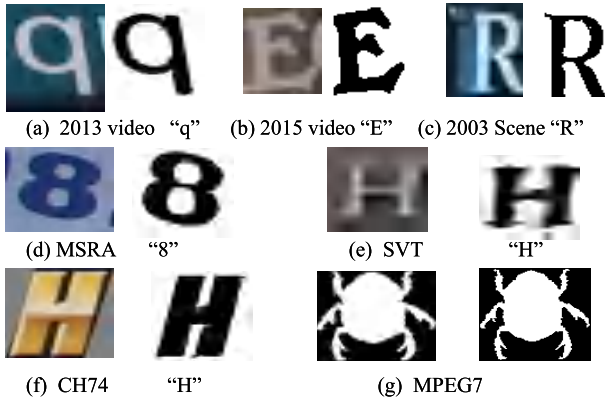 q q E E R R
(a) 2013 video “q” (b) 2015 video “E” (c) 2003 Scene “R”
8 8 H H
(d) MSRA “8” (e) SVT “H”
H H
(f) CH74 “H” (g) MPEG7